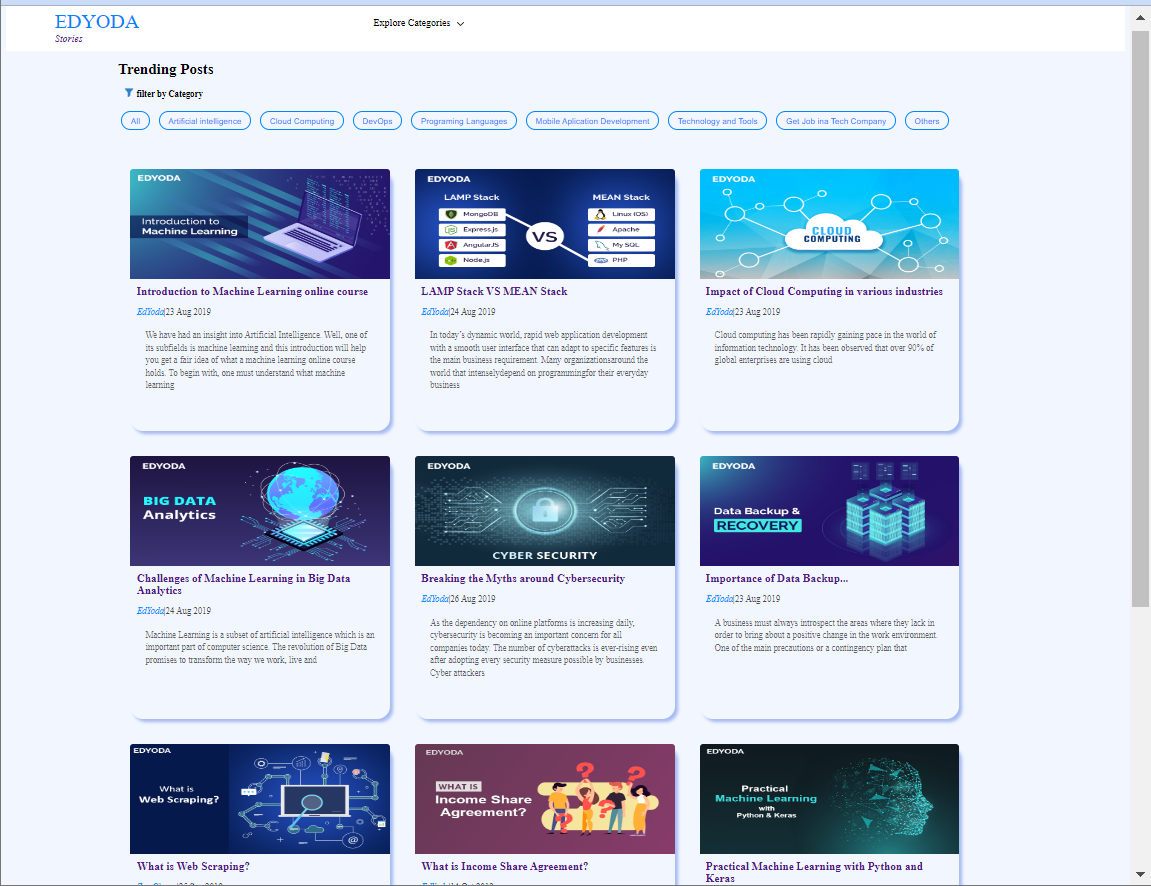 EDYODA
Stories
Explore Categories
Trending Posts
filter by Category
All
Artificial intelligence
Cloud Computing
DevOps
Programing Languages
Mobile Aplication Development
Technology and Tools
Get Job ina Tech Company
Others
EDYODA
Introduction to
Machine Learning
EDYODA
LAMP Stack
MEAN Stack
MongoDB
Express.js
AngularJS
Node.js
VS
Linux (OS)
Apache
My SQL
PHP
EDYODA
CLOUD
COMPUTING
Introduction to Machine Learning online course
EdYoda|23 Aug 2019
We have had an insight into Artificial Intelligence. Well, one of
its subfields is machine learning and this introduction will help
you get a fair idea of what a machine learning online course
holds. To begin with, one must understand what machine
learning
LAMP Stack VS MEAN Stack
EdYoda|24 Aug 2019
In today's dynamic world, rapid web application development
with a smooth user interface that can adapt to specific features is
the main business requirement. Many organizationsaround the
world that intenselydepend on programmingfor their everyday
business
Impact of Cloud Computing in various industries
EdYoda|23 Aug 2019
Cloud computing has been rapidly gaining pace in the world of
information technology. It has been observed that over 90% of
global enterprises are using cloud
EDYODA
BIG DATA
Analytics
EDYODA
CYBER SECURITY
EDYODA
Data Backup &
RECOVERY
Challenges of Machine Learning in Big Data
Analytics
EdYoda|24 Aug 2019
Machine Learning is a subset of artificial intelligence which is an
important part of computer science. The revolution of Big Data
promises to transform the way we work, live and
Breaking the Myths around Cybersecurity
EdYoda|26 Aug 2019
As the dependency on online platforms is increasing daily,
cybersecurity is becoming an important concern for all
companies today. The number of cyberattacks is ever-rising even
after adopting every security measure possible by businesses.
Cyber attackers
Importance of Data Backup...
EdYoda|23 Aug 2019
A business must always introspect the areas where they lack in
order to bring about a positive change in the work environment.
One of the main precautions or a contingency plan that
EDYODA
What is
Web Scraping?
EDYODA
WHAT IS
Income Share
Agreement?
EDYODA
Practical
Machine Learning
with
Python & Keras
What is Web Scraping?
What is Income Share Agreement?
Practical Machine Learning with Python and
Keras